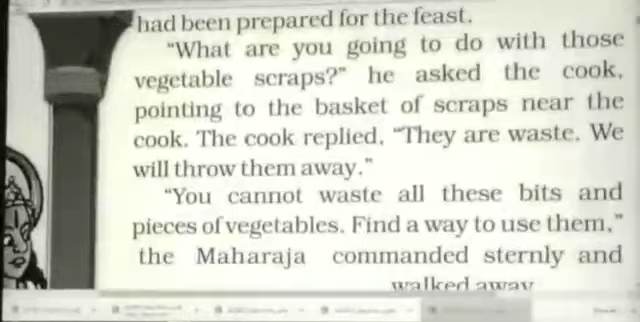 had been prepared for the feast.
"What are you going to do with those
vegetable scraps?" he asked the cook,
pointing to the basket of scraps near the
cook. The cook replied, "They are waste. We
will throw them away."
"You cannot waste all these bits and
pieces of vegetables. Find a way to use them,"
the Maharaja commanded sternly and
walked away